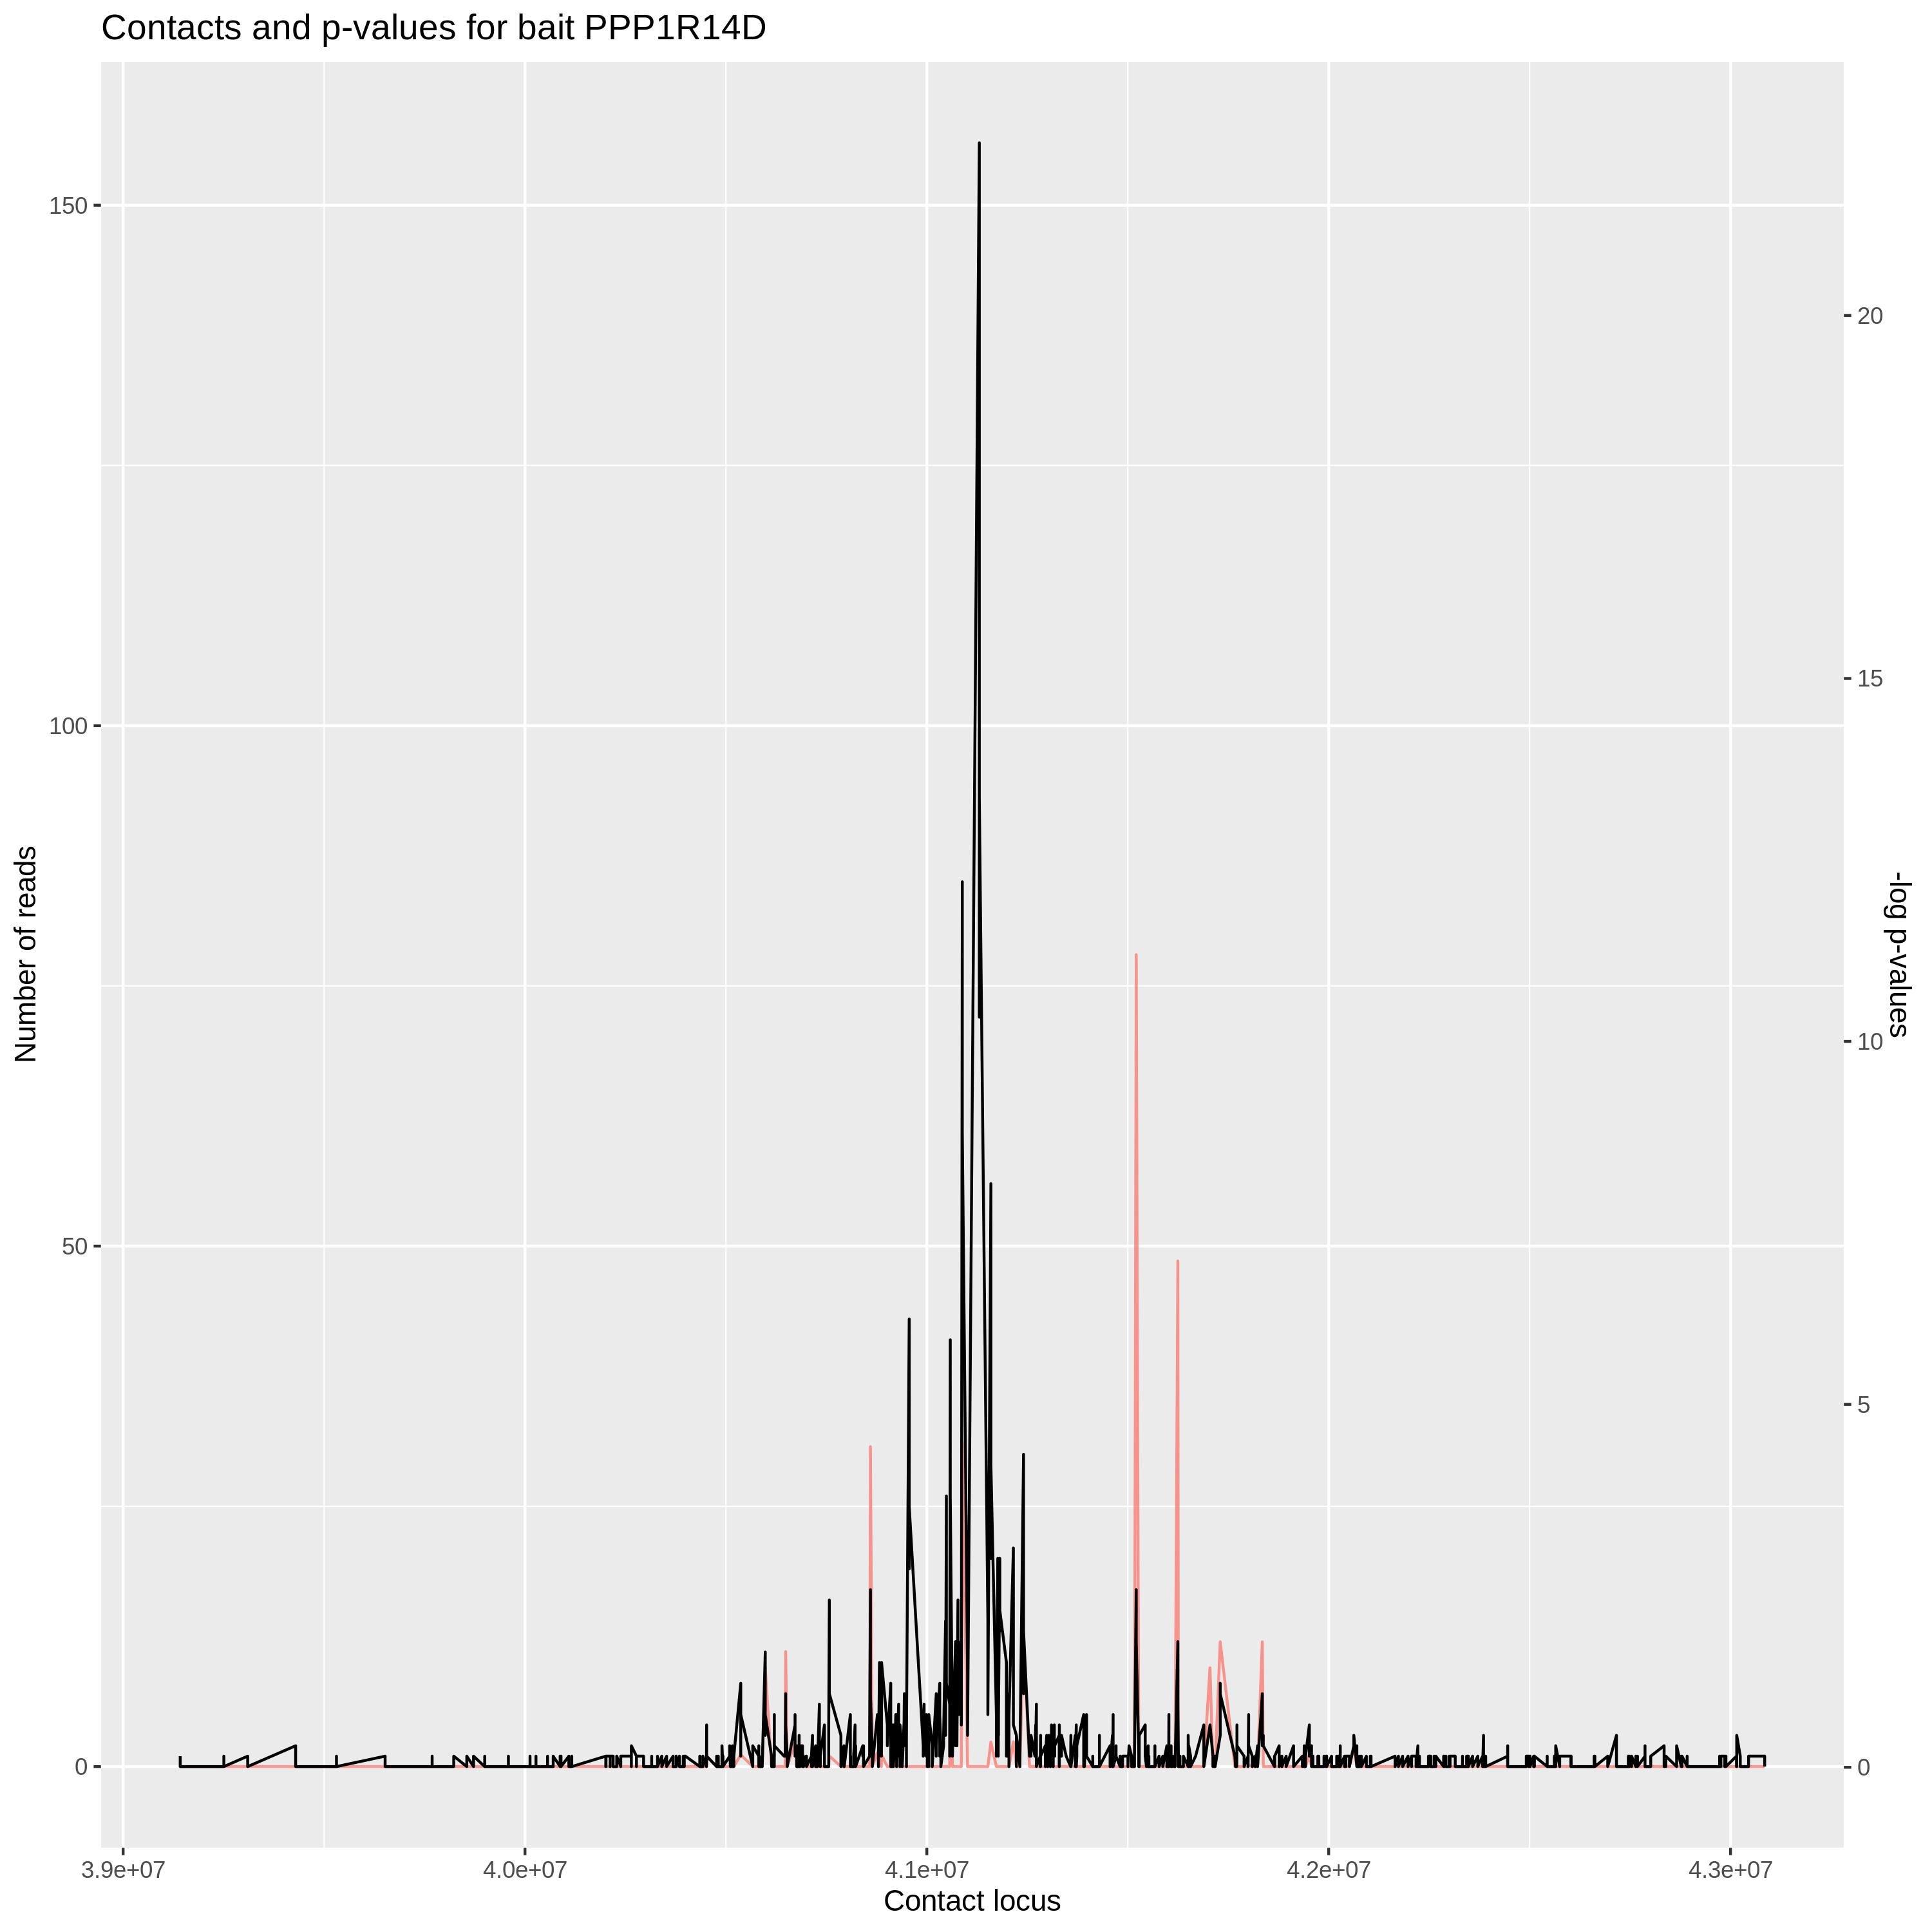 Contacts and p-values for bait PPP1R14D
150
100
50
0
Number of reads
20
15
10
5
0
-log p-values
3.9e+07 4.0e+07 4.1e+07 4.2e+07 4.3e+07
Contact locus